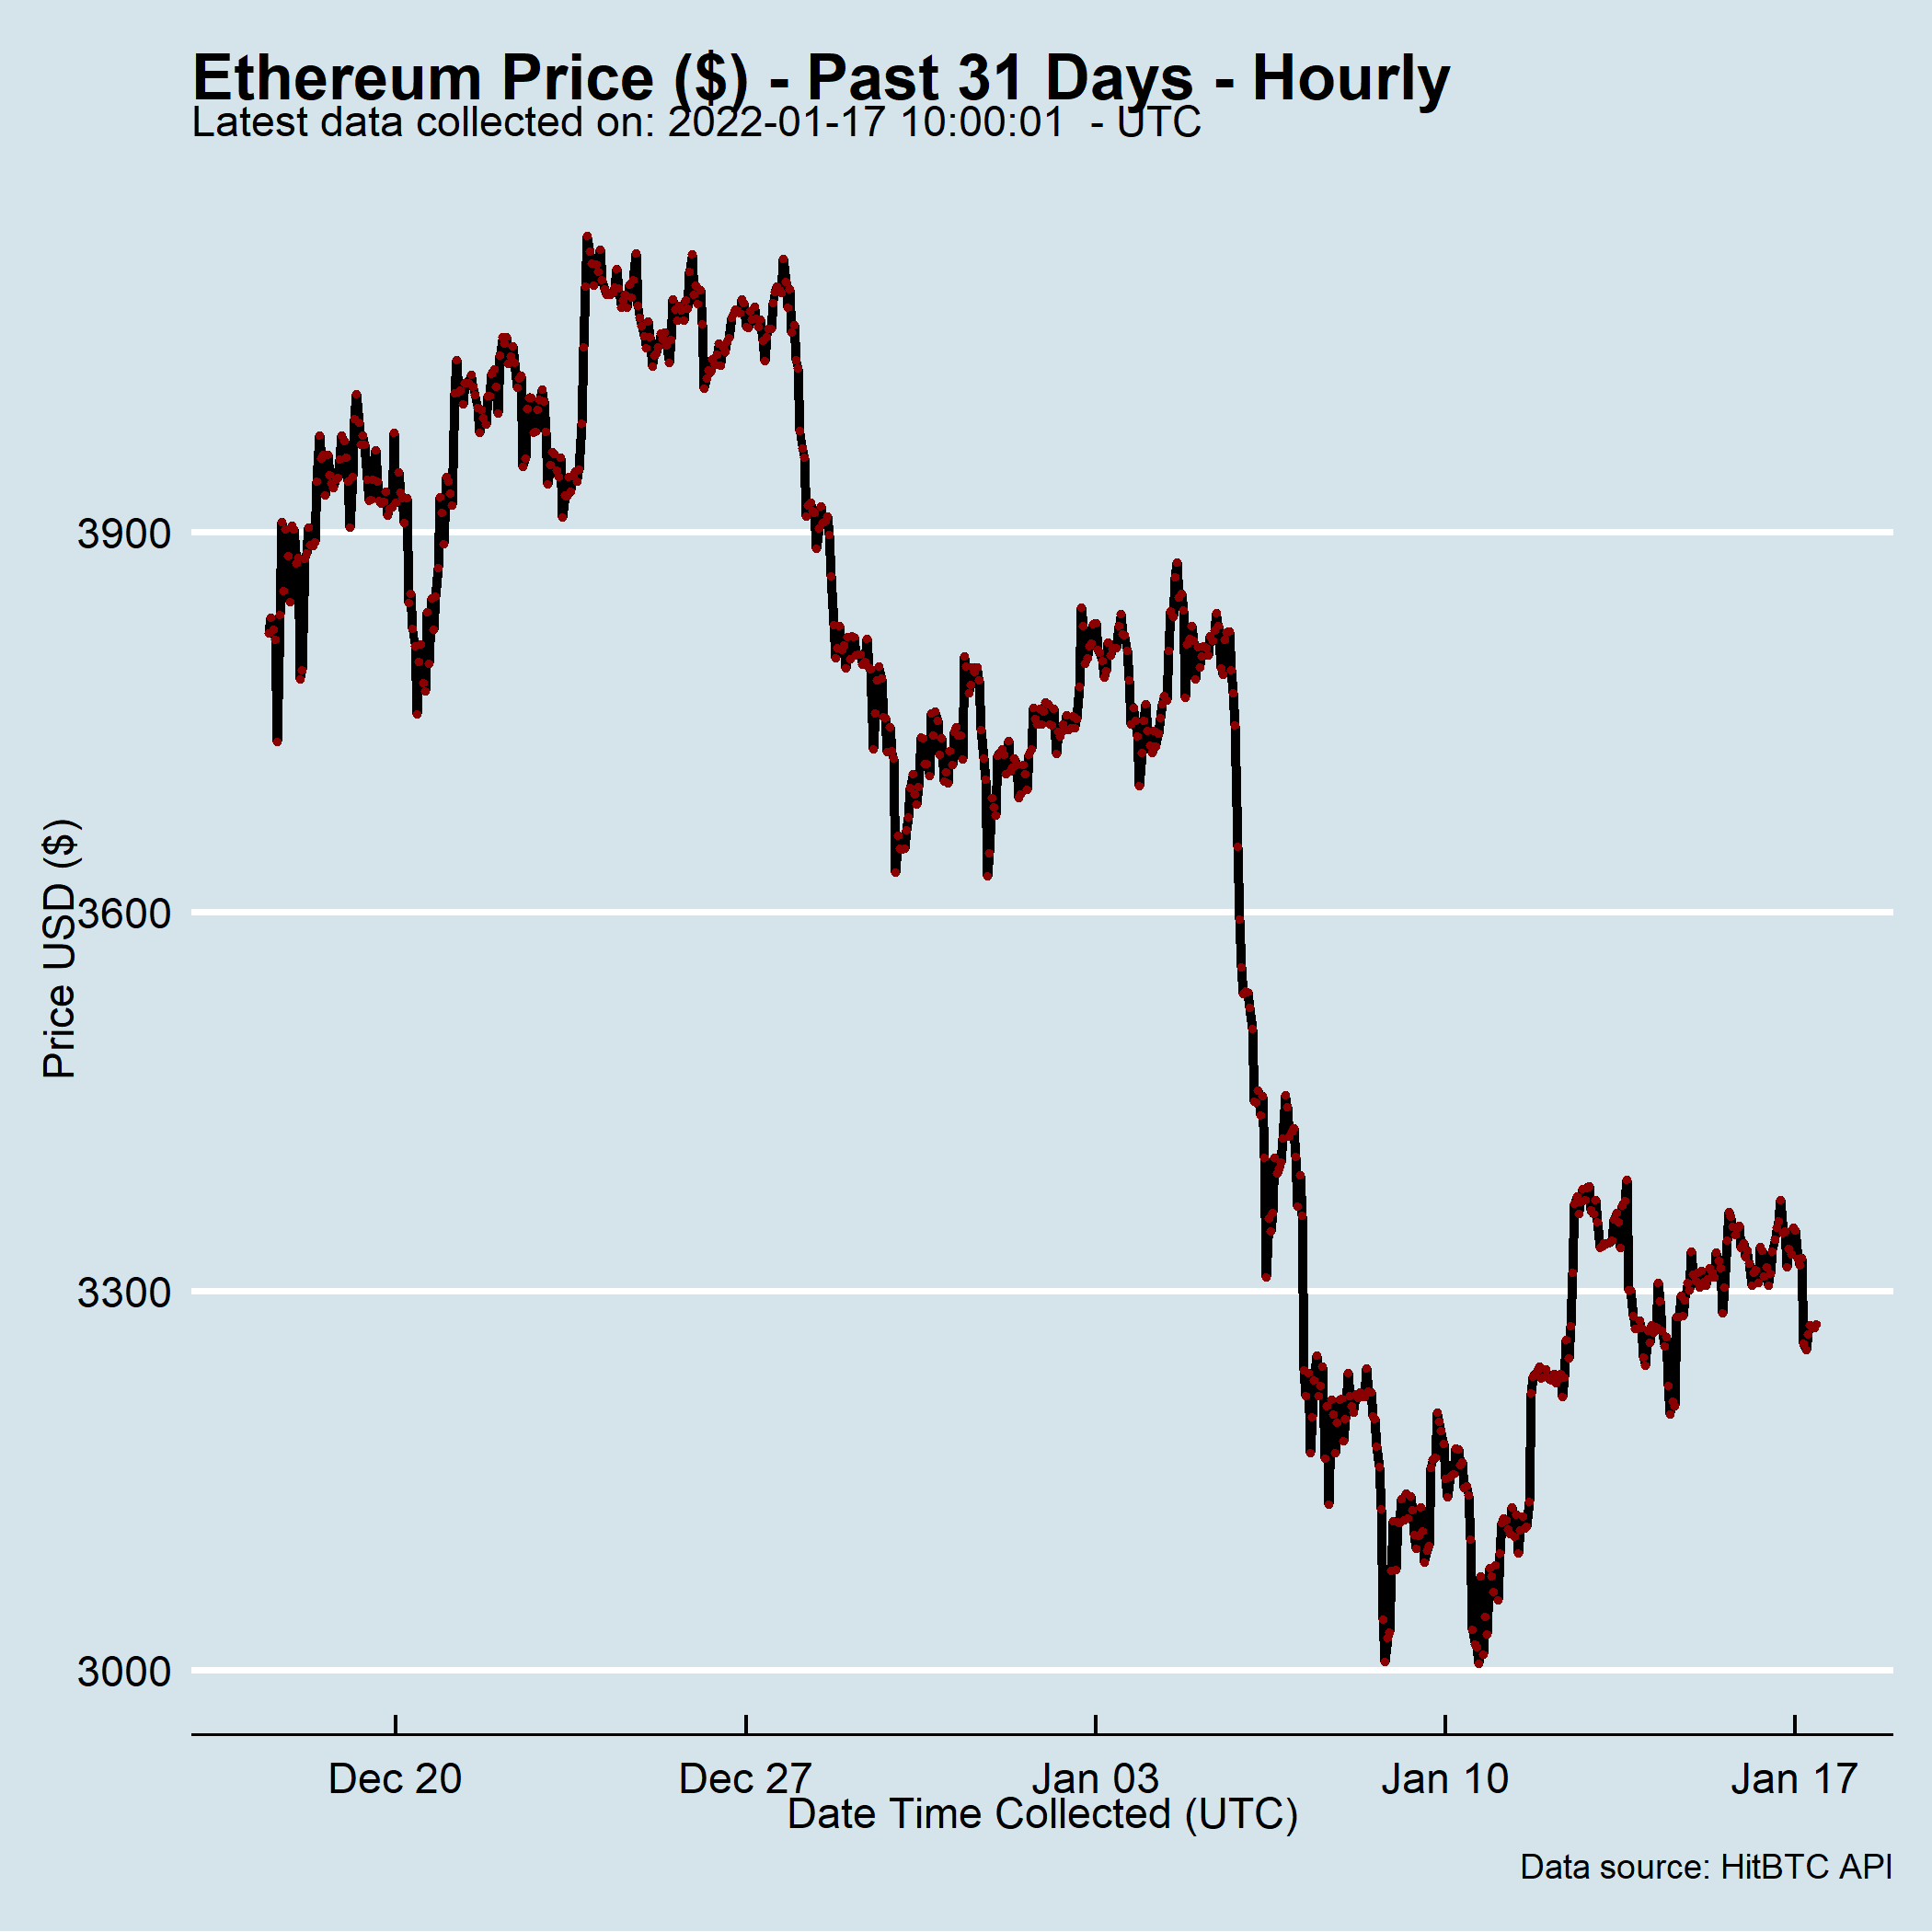 Ethereum Price ($) - Past 31 Days - Hourly
Latest data collected on: 2022-01-17 10:00:01  - UTC
Price USD ($)
3900
3600
3300
3000
Dec 20 Dec 27 Jan 03 Jan 10 Jan 17
Date Time Collected (UTC)
Data source: HitBTC API